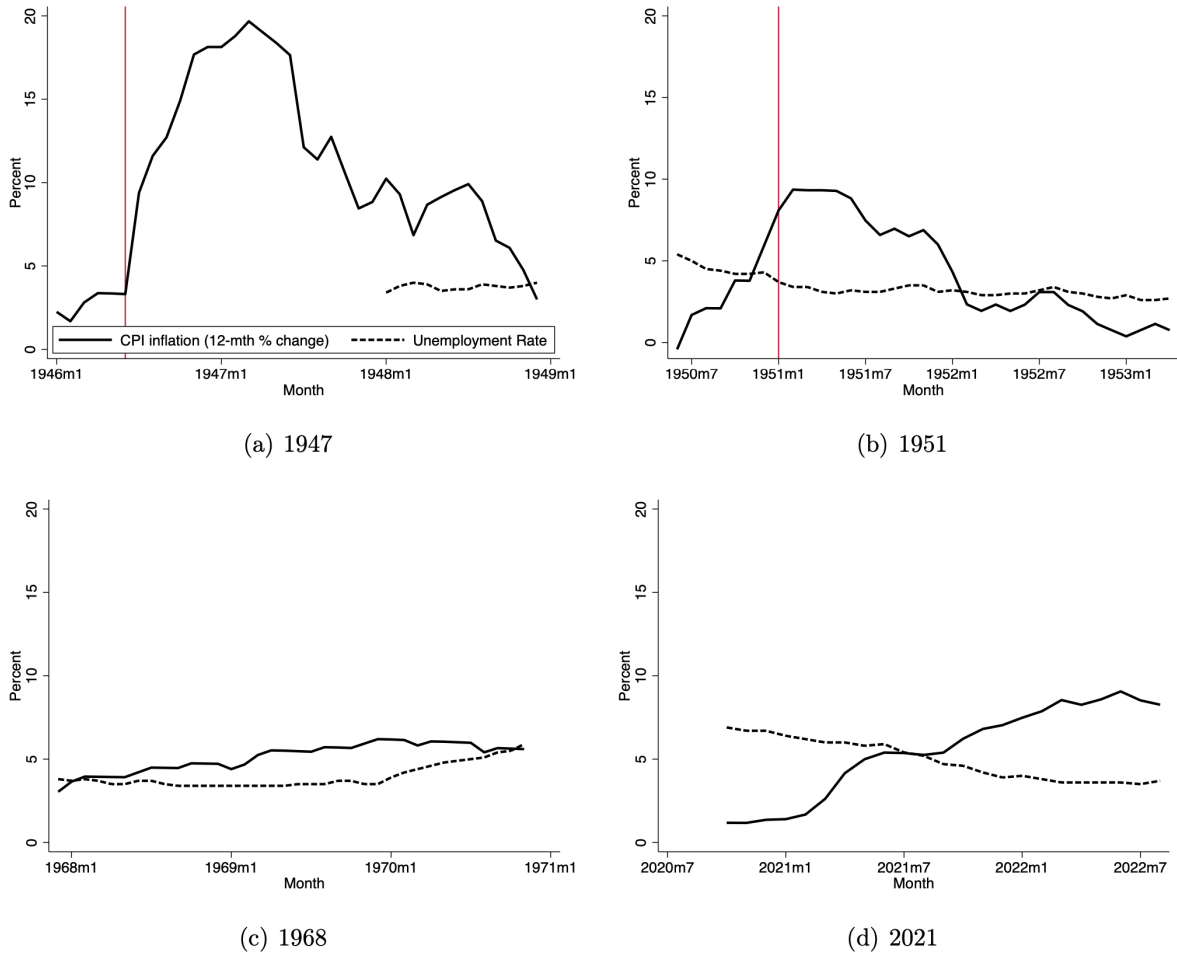 20
15
10
5
0
Percent
CPI inflation (12-mth % change) Unemployment Rate
1946m1 1947m1 1948m1 1949m1
Month
(a) 1947
20
15
10
5
0
Percent
1950m7 1951m1 1951m7 1952m1 1952m7 1953m1
Month
(b) 1951
20
15
10
5
0
Percent
1968m1 1969m1 1970m1 1971m1
Month
(c) 1968
20
15
10
5
0
Percent
2020m7 2021m1 2021m7 2022m1 2022m7
Month
(d) 2021